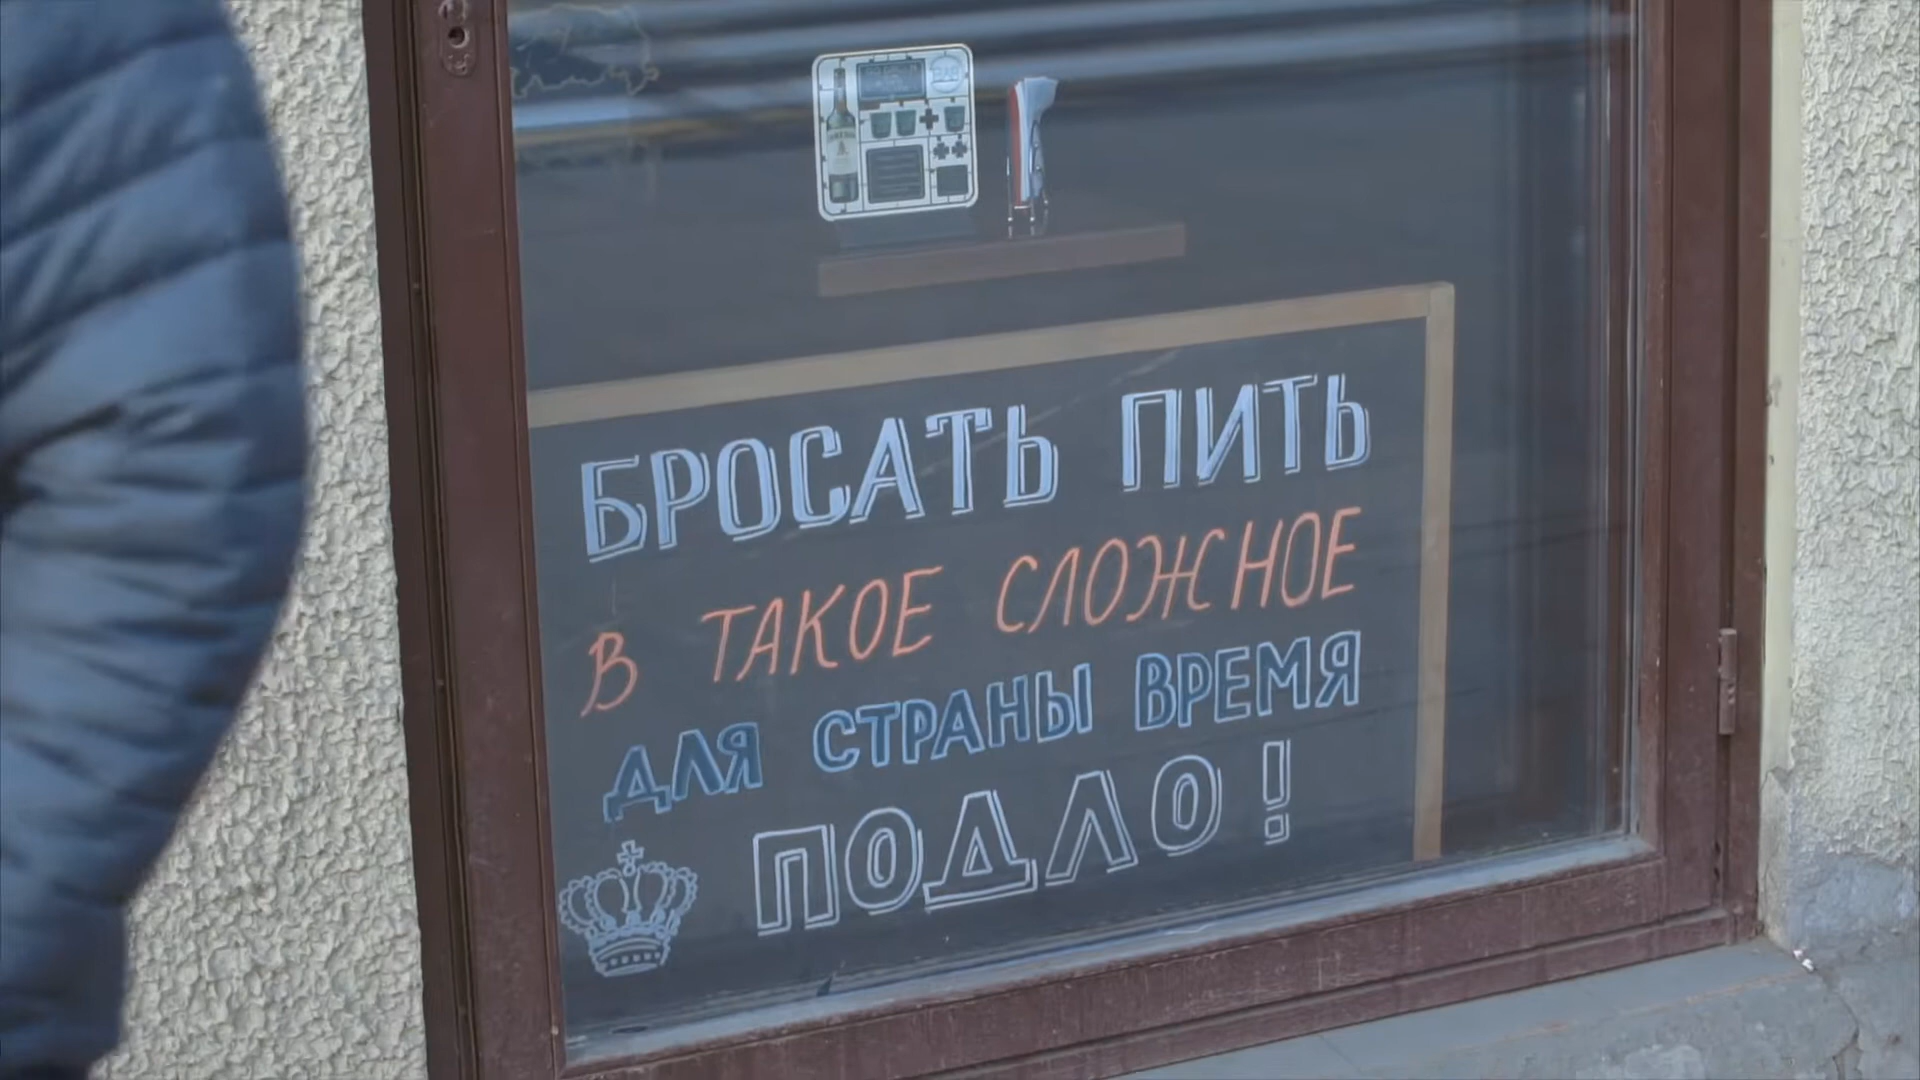 БРОСАТЬ ПИТЬ
В ТАКОЕ СЛОЖНОЕ
ДЛЯ СТРАНЫ ВРЕМЯ
ПОДЛО!